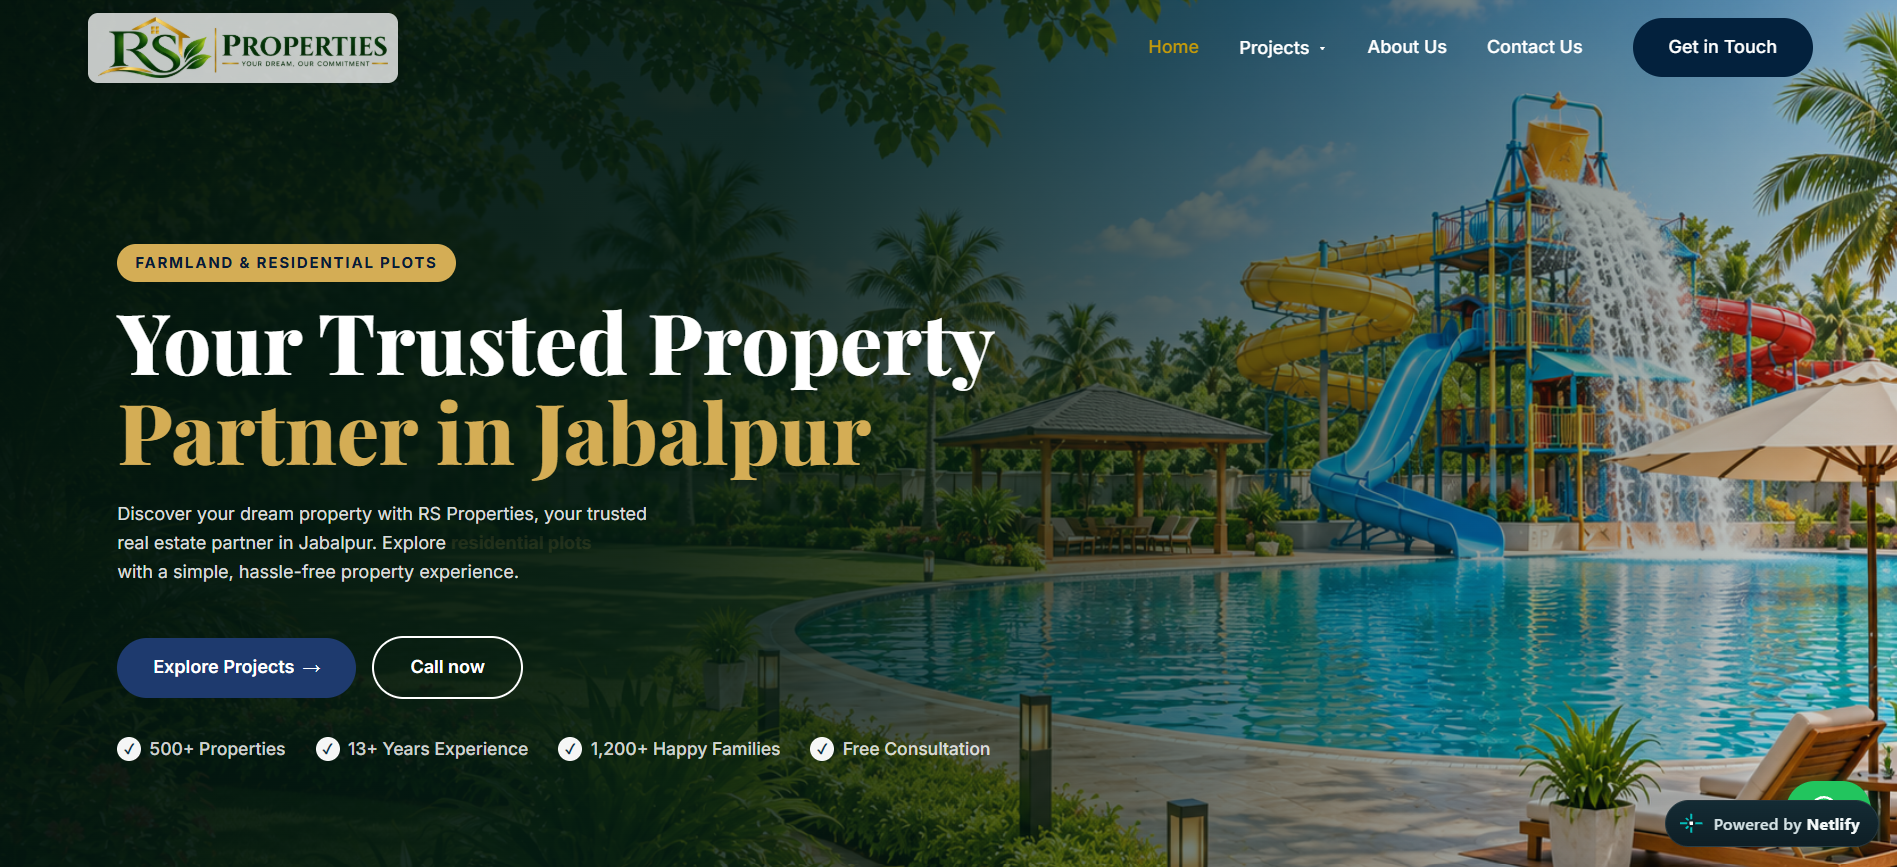 RS PROPERTIES
YOUR DREAM, OUR COMMITMENT
Home
Projects
About Us
Contact Us
Get in Touch
FARMLAND & RESIDENTIAL PLOTS
Your Trusted Property
Partner in Jabalpur
Discover your dream property with RS Properties, your trusted
real estate partner in Jabalpur. Explore residential plots
with a simple, hassle-free property experience.
Explore Projects →
Call now
500+ Properties
13+ Years Experience
1,200+ Happy Families
Free Consultation
Powered by Netlify